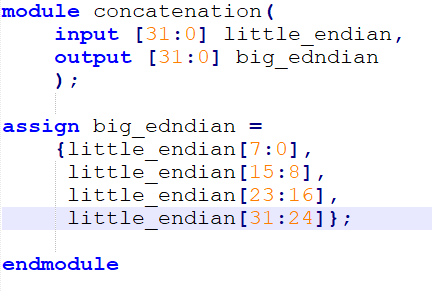 module concatenation(
    input [31:0] little_endian,
    output [31:0] big_edndian
    );

assign big_edndian =
    {little_endian[7:0],
     little_endian[15:8],
     little_endian[23:16],
     little_endian[31:24]};

endmodule